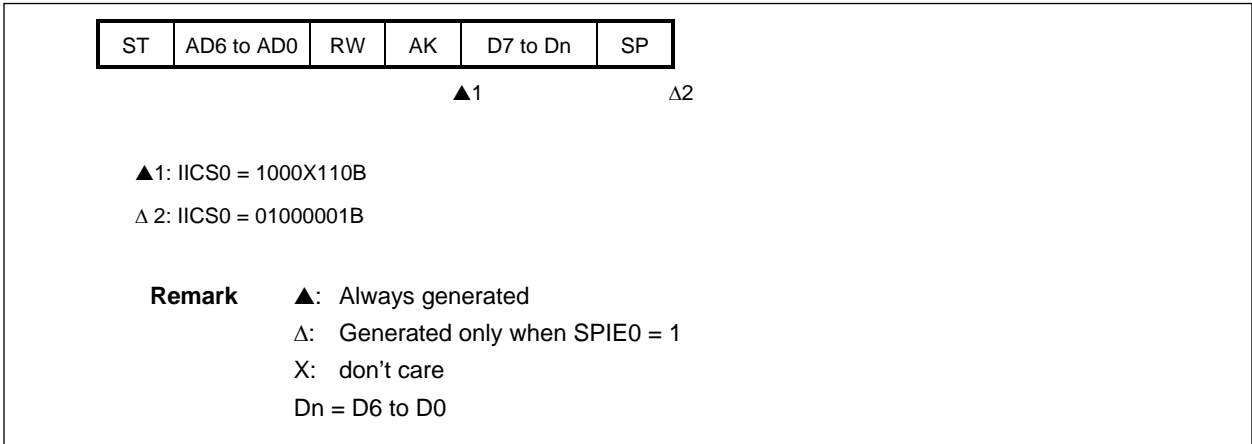 ST AD6 to AD0 RW AK D7 to Dn SP
▲1 Δ2
▲1: IICS0 = 1000X110B
Δ 2: IICS0 = 01000001B
Remark ▲: Always generated
Δ: Generated only when SPIE0 = 1
X: don’t care
Dn = D6 to D0